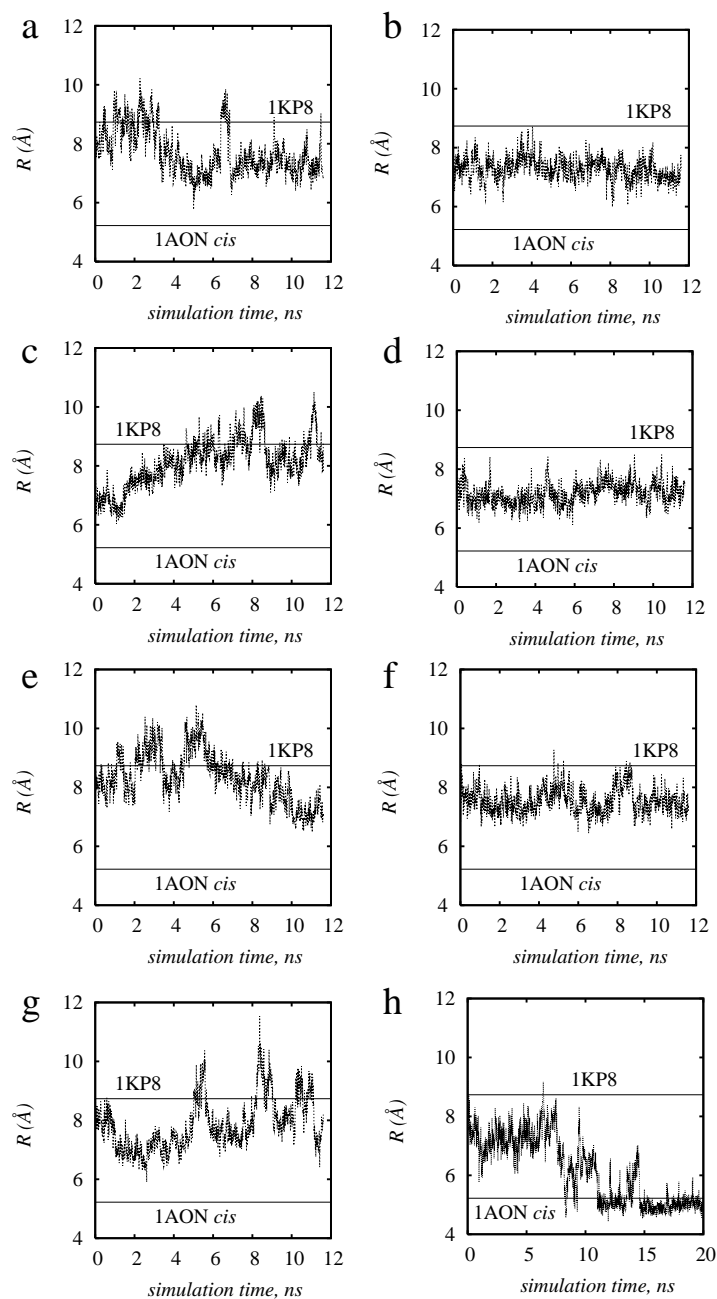 a
12
10
8
6
4
R (Å)
1KP8
1AON cis
0 2 4 6 8 10 12
simulation time, ns
b
12
10
8
6
4
R (Å)
1KP8
1AON cis
0 2 4 6 8 10 12
simulation time, ns
c
12
10
8
6
4
R (Å)
1KP8
1AON cis
0 2 4 6 8 10 12
simulation time, ns
d
12
10
8
6
4
R (Å)
1KP8
1AON cis
0 2 4 6 8 10 12
simulation time, ns
e
12
10
8
6
4
R (Å)
1KP8
1AON cis
0 2 4 6 8 10 12
simulation time, ns
f
12
10
8
6
4
R (Å)
1KP8
1AON cis
0 2 4 6 8 10 12
simulation time, ns
g
12
10
8
6
4
R (Å)
1KP8
1AON cis
0 2 4 6 8 10 12
simulation time, ns
h
12
10
8
6
4
R (Å)
1KP8
1AON cis
0 5 10 15 20
simulation time, ns